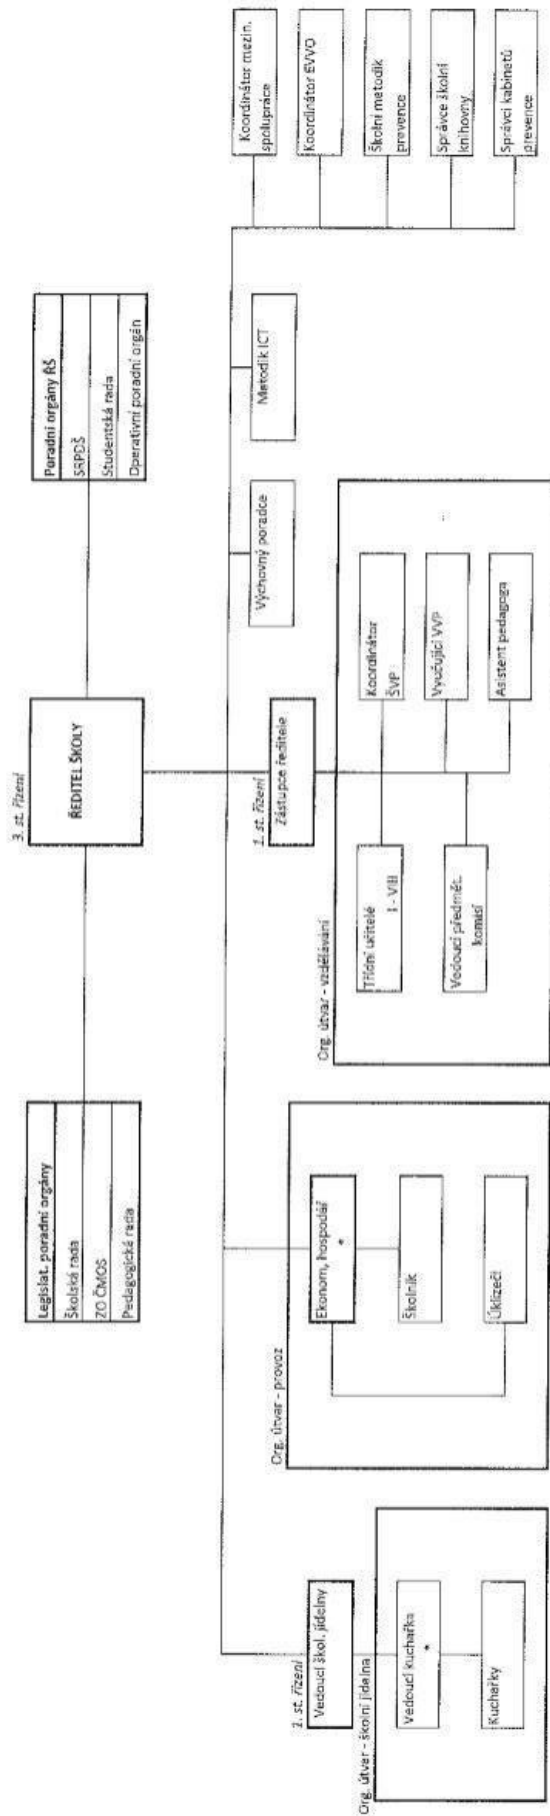 3. st. řízení
ŘEDITEL ŠKOLY
Legislat. poradní orgány
Školská rada
ZO ČMOS
Pedagogická rada
Poradní orgány ŘŠ
SRPDŠ
Studentská rada
Operativní poradní orgán
1. st. řízení
Vedoucí škol. jídelny
Org. útvar - školní jídelna
Vedoucí kuchařka
*
Kuchařky
Org. útvar - provoz
Ekonom, hospodář
*
Školník
Úklízeči
1. st. řízení
Zástupce ředitele
Org. útvar - vzdělávání
Třídní učitelé
I - VIII
Vedoucí předmět.
komisí
Koordinátor
ŠVP
Vyučující VVP
Asistent pedagoga
Výchovný poradce
Metodik ICT
Koordinátor mezin.
spolupráce
Koordinátor EVVO
Školní metodik
prevence
Správce školní
knihovny
Správci kabinetů
prevence